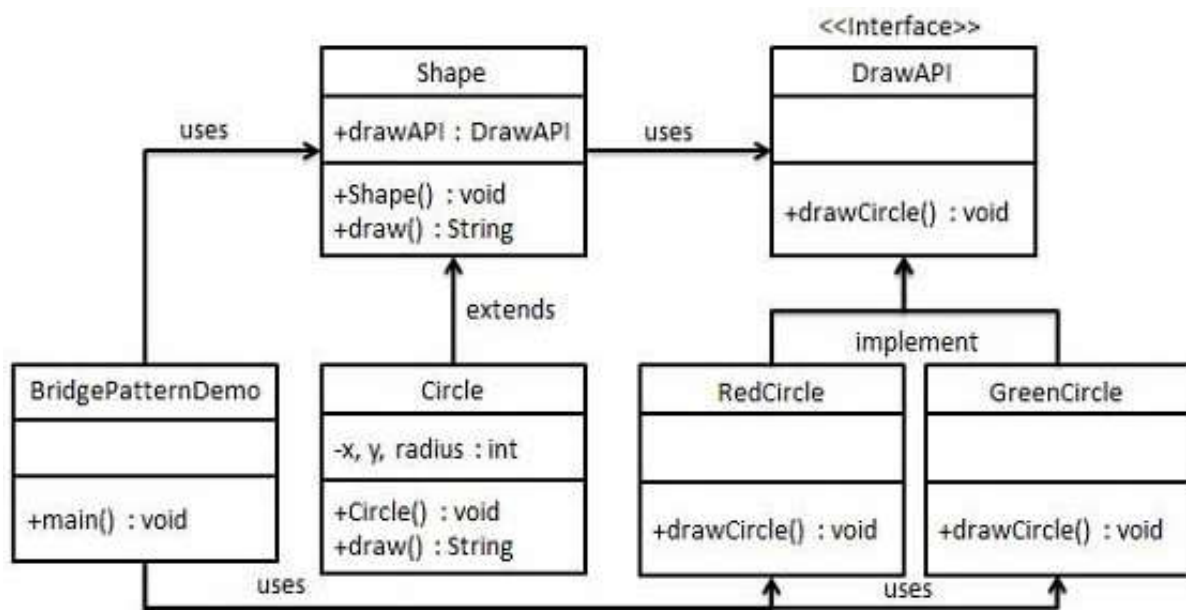 <<Interface>>
Shape
DrawAPI
+drawAPI : DrawAPI
uses
uses
+Shape() : void
+draw() : String
+drawCircle() : void
extends
implement
BridgePatternDemo
Circle
RedCircle
GreenCircle
-x, y, radius : int
+main() : void
+Circle() : void
+draw() : String
+drawCircle() : void
+drawCircle() : void
uses
uses